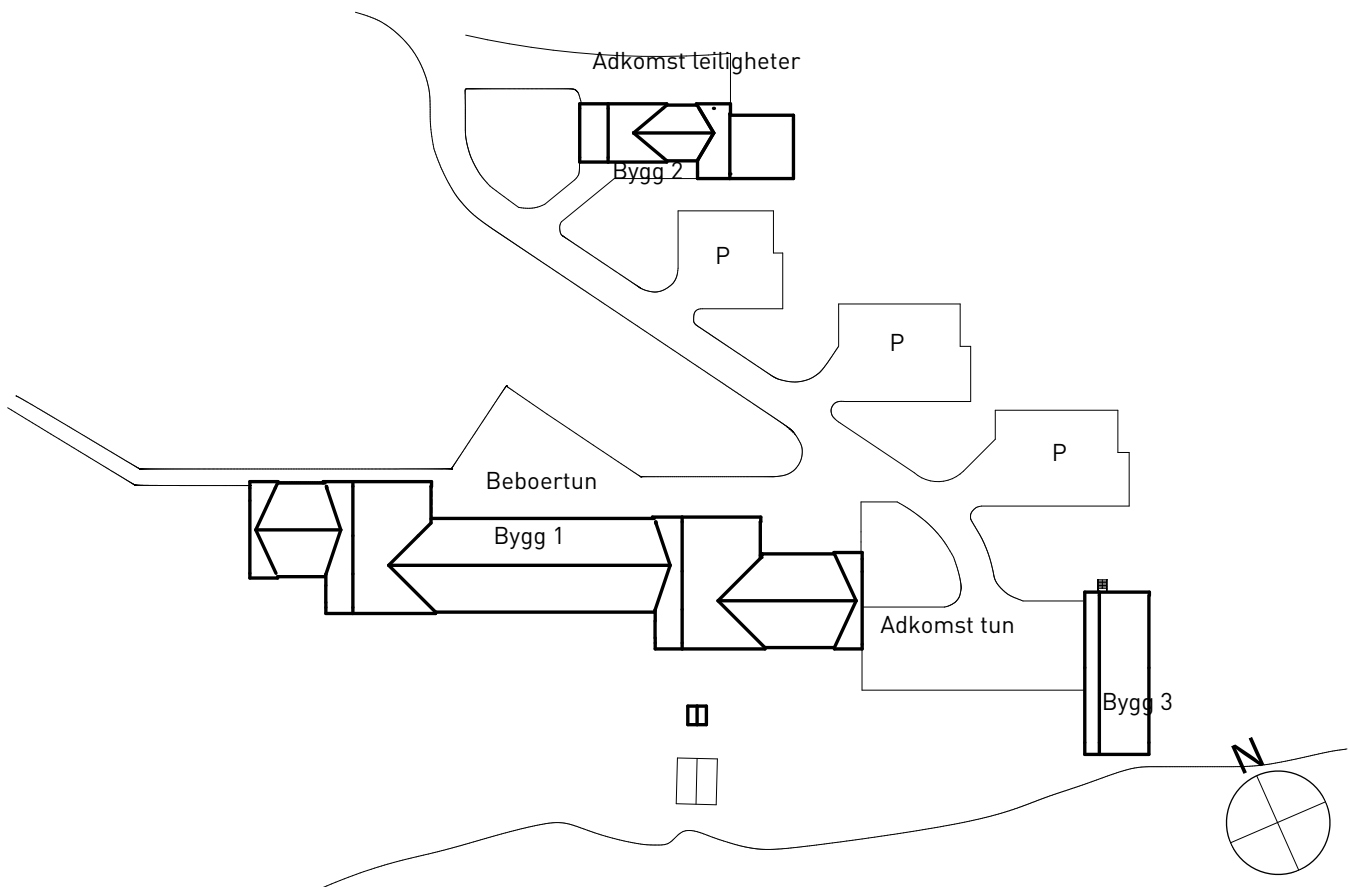 Adkomst leiligheter
Bygg 2
P
P
P
Beboertun
Bygg 1
Adkomst tun
Bygg 3
N